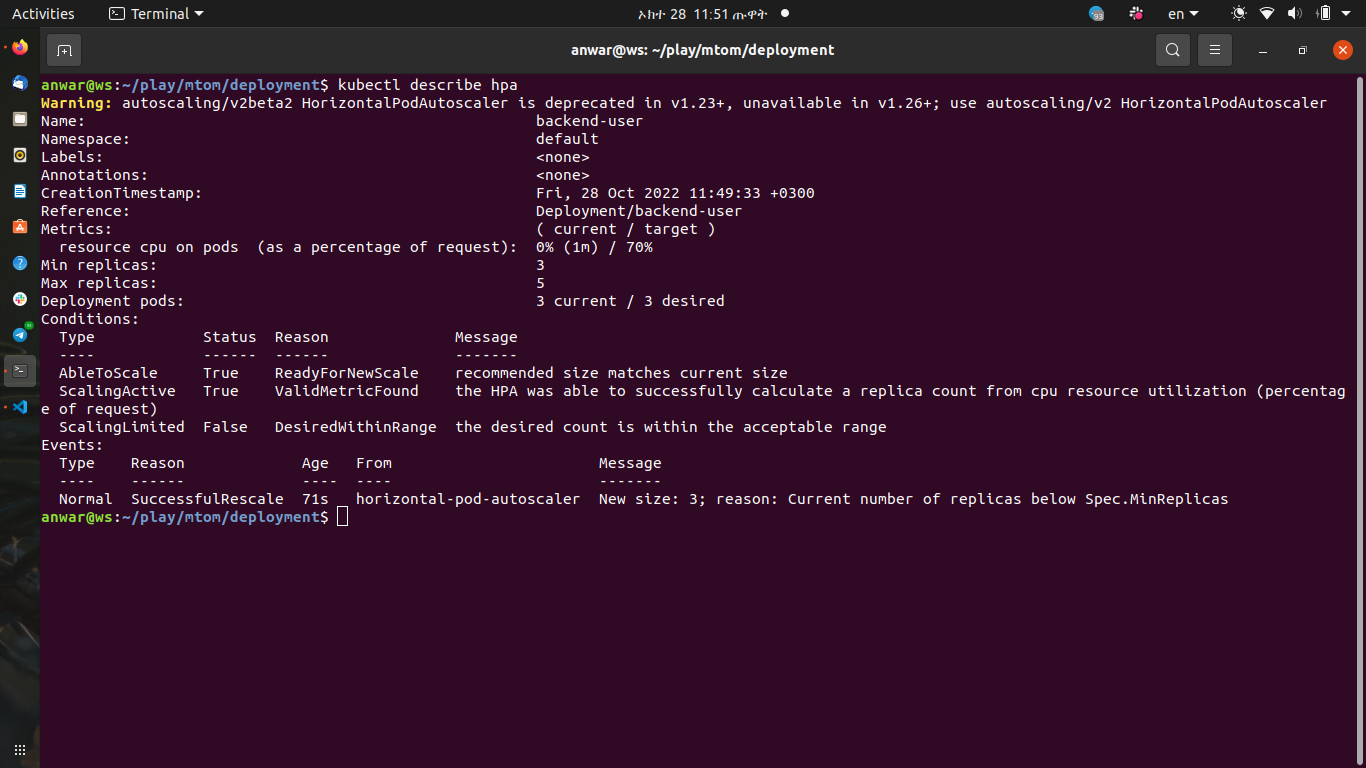 Activities Terminal ኦክተ 28 11:51 ጡዋት en
anwar@ws: ~/play/mtom/deployment
anwar@ws:~/play/mtom/deployment$ kubectl describe hpa
Warning: autoscaling/v2beta2 HorizontalPodAutoscaler is deprecated in v1.23+, unavailable in v1.26+; use autoscaling/v2 HorizontalPodAutoscaler
Name: backend-user
Namespace: default
Labels: <none>
Annotations: <none>
CreationTimestamp: Fri, 28 Oct 2022 11:49:33 +0300
Reference: Deployment/backend-user
Metrics: ( current / target )
resource cpu on pods (as a percentage of request): 0% (1m) / 70%
Min replicas: 3
Max replicas: 5
Deployment pods: 3 current / 3 desired
Conditions:
Type Status Reason Message
---- ------ ------ -------
AbleToScale True ReadyForNewScale recommended size matches current size
ScalingActive True ValidMetricFound the HPA was able to successfully calculate a replica count from cpu resource utilization (percentag
e of request)
ScalingLimited False DesiredWithinRange the desired count is within the acceptable range
Events:
Type Reason Age From Message
---- ------ ---- ---- -------
Normal SuccessfulRescale 71s horizontal-pod-autoscaler New size: 3; reason: Current number of replicas below Spec.MinReplicas
anwar@ws:~/play/mtom/deployment$